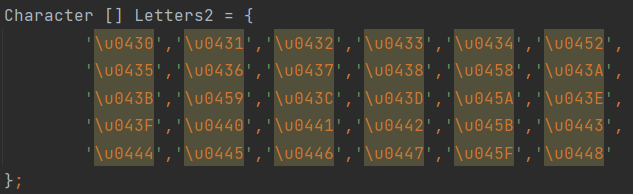 Character [] Letters2 = {
'\u0430','\u0431','\u0432','\u0433','\u0434','\u0452',
'\u0435','\u0436','\u0437','\u0438','\u0458','\u043A',
'\u043B','\u0459','\u043C','\u043D','\u045A','\u043E',
'\u043F','\u0440','\u0441','\u0442','\u045B','\u0443',
'\u0444','\u0445','\u0446','\u0447','\u045F','\u0448'
};